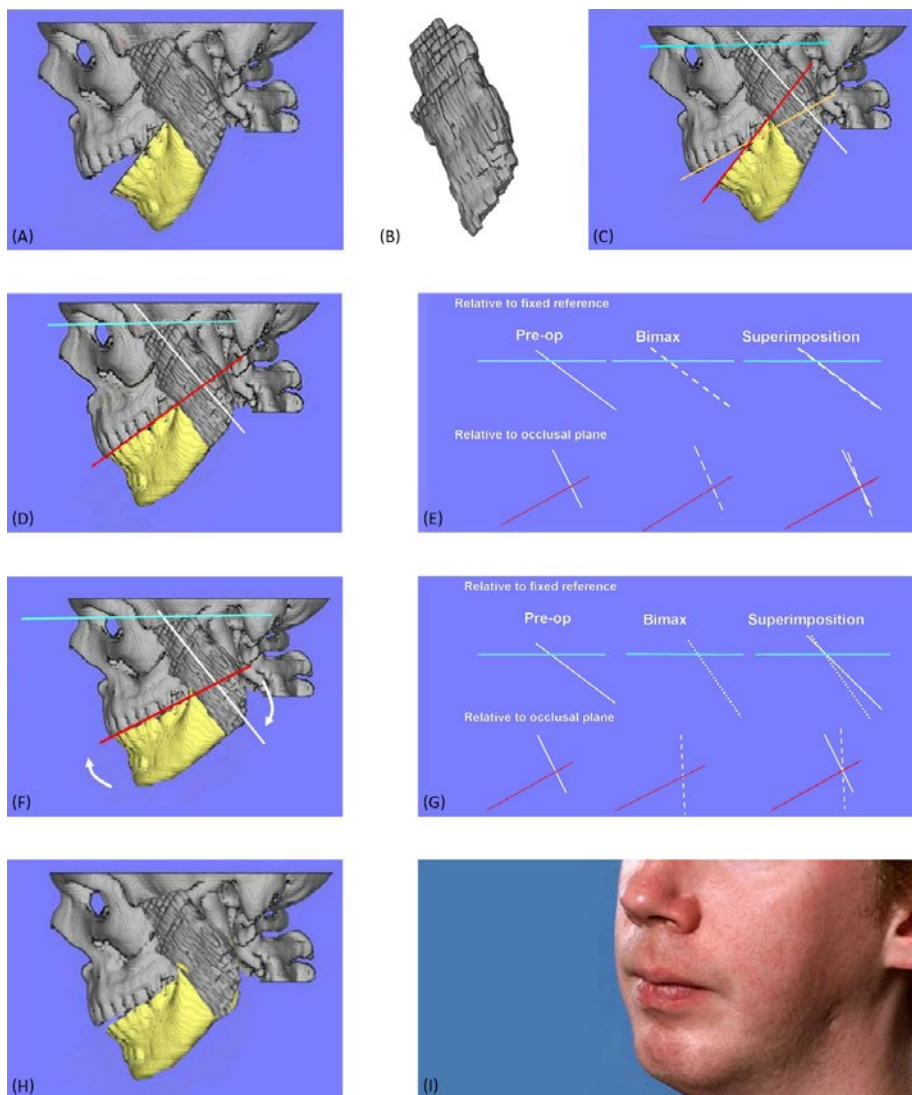 (A)
(B)
(C)
(D)
Relative to fixed reference
Pre-op Bimax Superimposition
Relative to occlusal plane
(E)
(F)
Relative to fixed reference
Pre-op Bimax Superimposition
Relative to occlusal plane
(G)
(H)
(I)